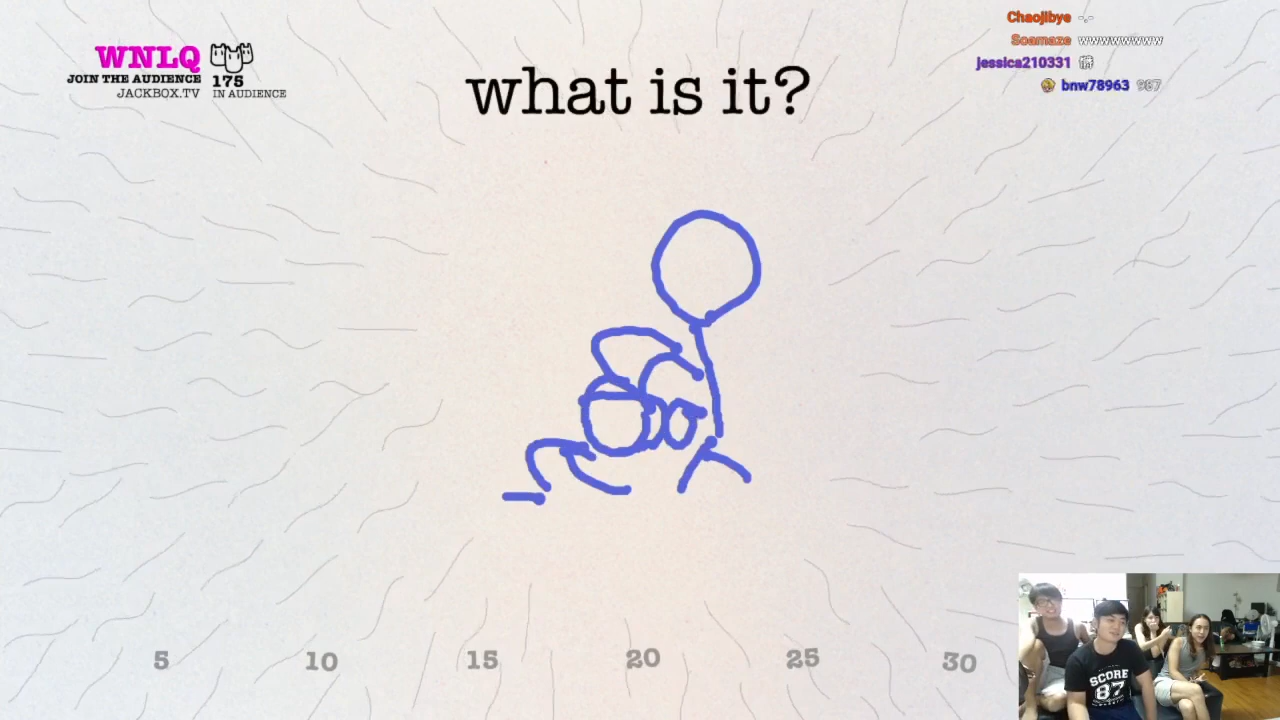 WNLQ
JOIN THE AUDIENCE
JACKBOX.TV
175
IN AUDIENCE
what is it?
Chaojibye -.-
Soamaze wwwwwwww
jessica210331
bnw78963 987
5 10 15 20 25 30
SCORE
87